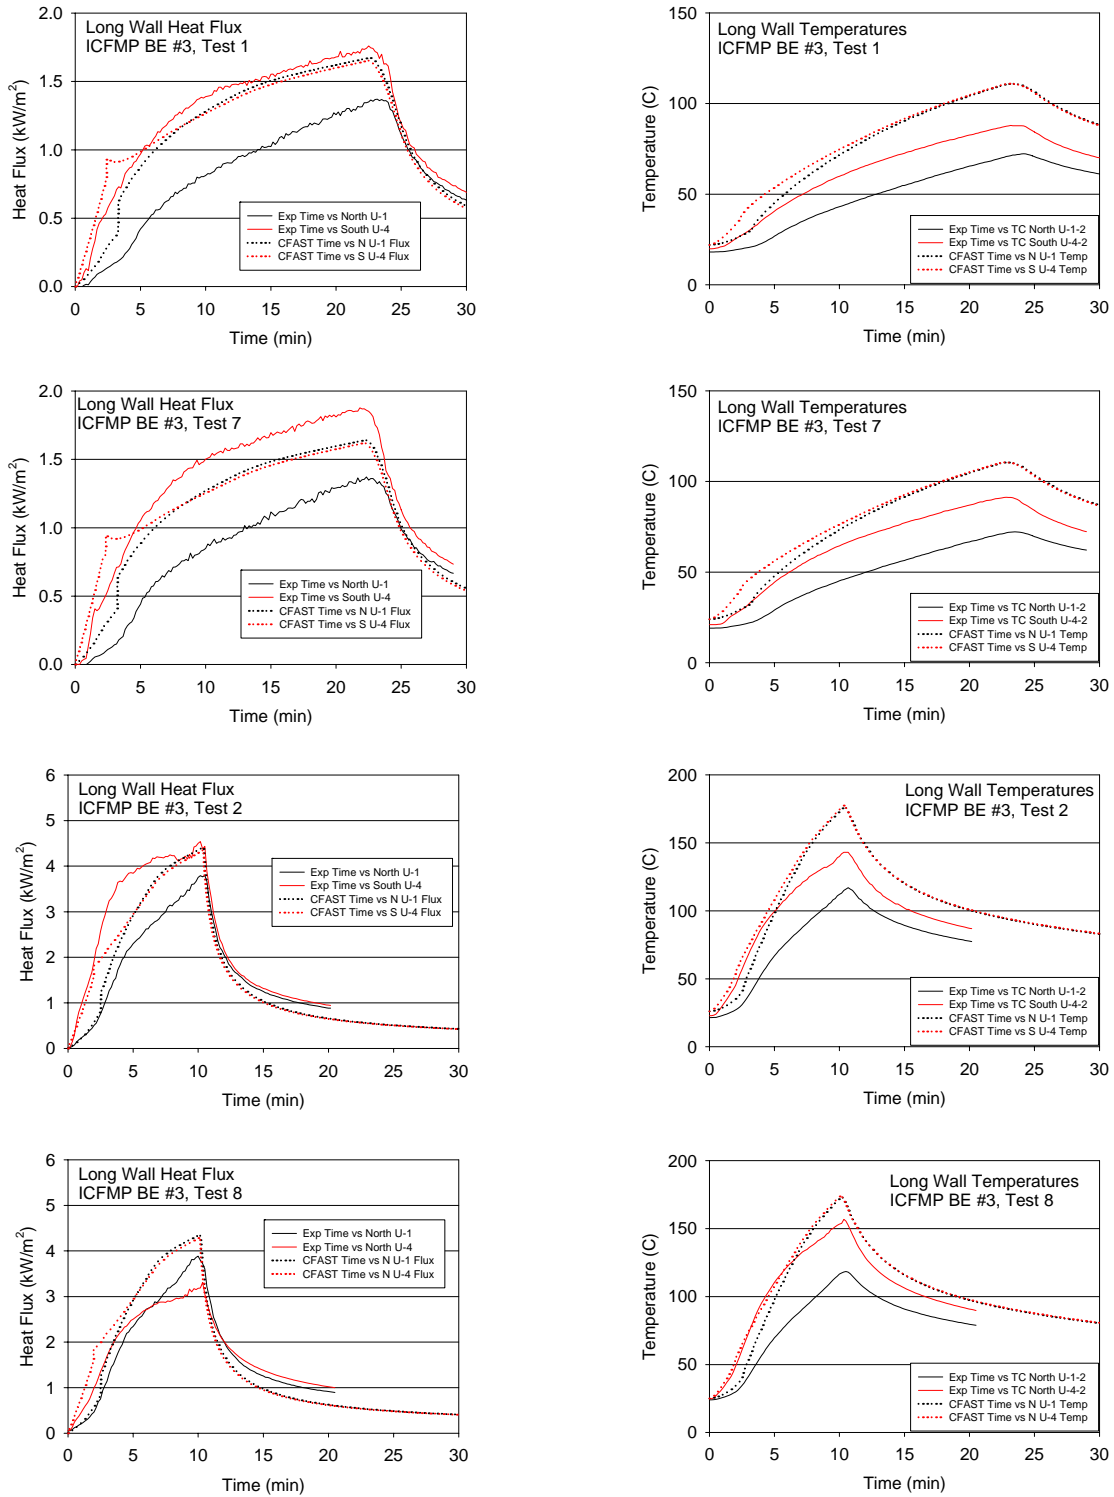 Long Wall Heat Flux
ICFMP BE #3, Test 1
Heat Flux (kW/m²)
2.0
1.5
1.0
0.5
0.0
Exp Time vs North U-1
Exp Time vs South U-4
CFAST Time vs N U-1 Flux
CFAST Time vs S U-4 Flux
0 5 10 15 20 25 30
Time (min)
Long Wall Temperatures
ICFMP BE #3, Test 1
Temperature (C)
150
100
50
0
Exp Time vs TC North U-1-2
Exp Time vs TC South U-4-2
CFAST Time vs N U-1 Temp
CFAST Time vs S U-4 Temp
0 5 10 15 20 25 30
Time (min)
Long Wall Heat Flux
ICFMP BE #3, Test 7
Heat Flux (kW/m²)
2.0
1.5
1.0
0.5
0.0
Exp Time vs North U-1
Exp Time vs South U-4
CFAST Time vs N U-1 Flux
CFAST Time vs S U-4 Flux
0 5 10 15 20 25 30
Time (min)
Long Wall Temperatures
ICFMP BE #3, Test 7
Temperature (C)
150
100
50
0
Exp Time vs TC North U-1-2
Exp Time vs TC South U-4-2
CFAST Time vs N U-1 Temp
CFAST Time vs S U-4 Temp
0 5 10 15 20 25 30
Time (min)
Long Wall Heat Flux
ICFMP BE #3, Test 2
Heat Flux (kW/m²)
6
5
4
3
2
1
0
Exp Time vs North U-1
Exp Time vs South U-4
CFAST Time vs N U-1 Flux
CFAST Time vs S U-4 Flux
0 5 10 15 20 25 30
Time (min)
Long Wall Temperatures
ICFMP BE #3, Test 2
Temperature (C)
200
150
100
50
0
Exp Time vs TC North U-1-2
Exp Time vs TC South U-4-2
CFAST Time vs N U-1 Temp
CFAST Time vs S U-4 Temp
0 5 10 15 20 25 30
Time (min)
Long Wall Heat Flux
ICFMP BE #3, Test 8
Heat Flux (kW/m²)
6
5
4
3
2
1
0
Exp Time vs North U-1
Exp Time vs North U-4
CFAST Time vs N U-1 Flux
CFAST Time vs N U-4 Flux
0 5 10 15 20 25 30
Time (min)
Long Wall Temperatures
ICFMP BE #3, Test 8
Temperature (C)
200
150
100
50
0
Exp Time vs TC North U-1-2
Exp Time vs TC North U-4-2
CFAST Time vs N U-1 Temp
CFAST Time vs N U-4 Temp
0 5 10 15 20 25 30
Time (min)